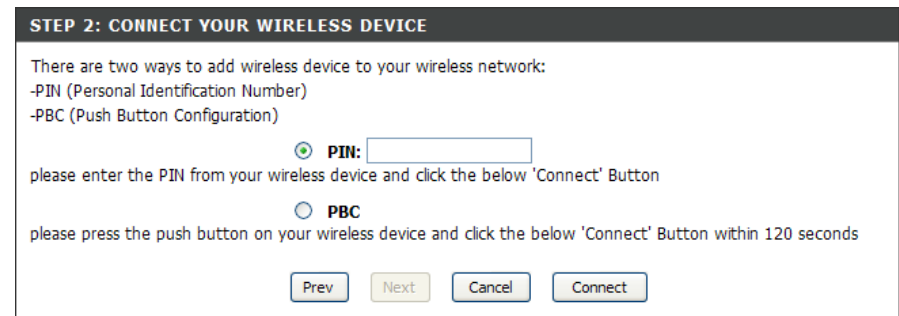 STEP 2: CONNECT YOUR WIRELESS DEVICE
There are two ways to add wireless device to your wireless network:
-PIN (Personal Identification Number)
-PBC (Push Button Configuration)
PIN:
please enter the PIN from your wireless device and click the below 'Connect' Button
PBC
please press the push button on your wireless device and click the below 'Connect' Button within 120 seconds
Prev Next Cancel Connect